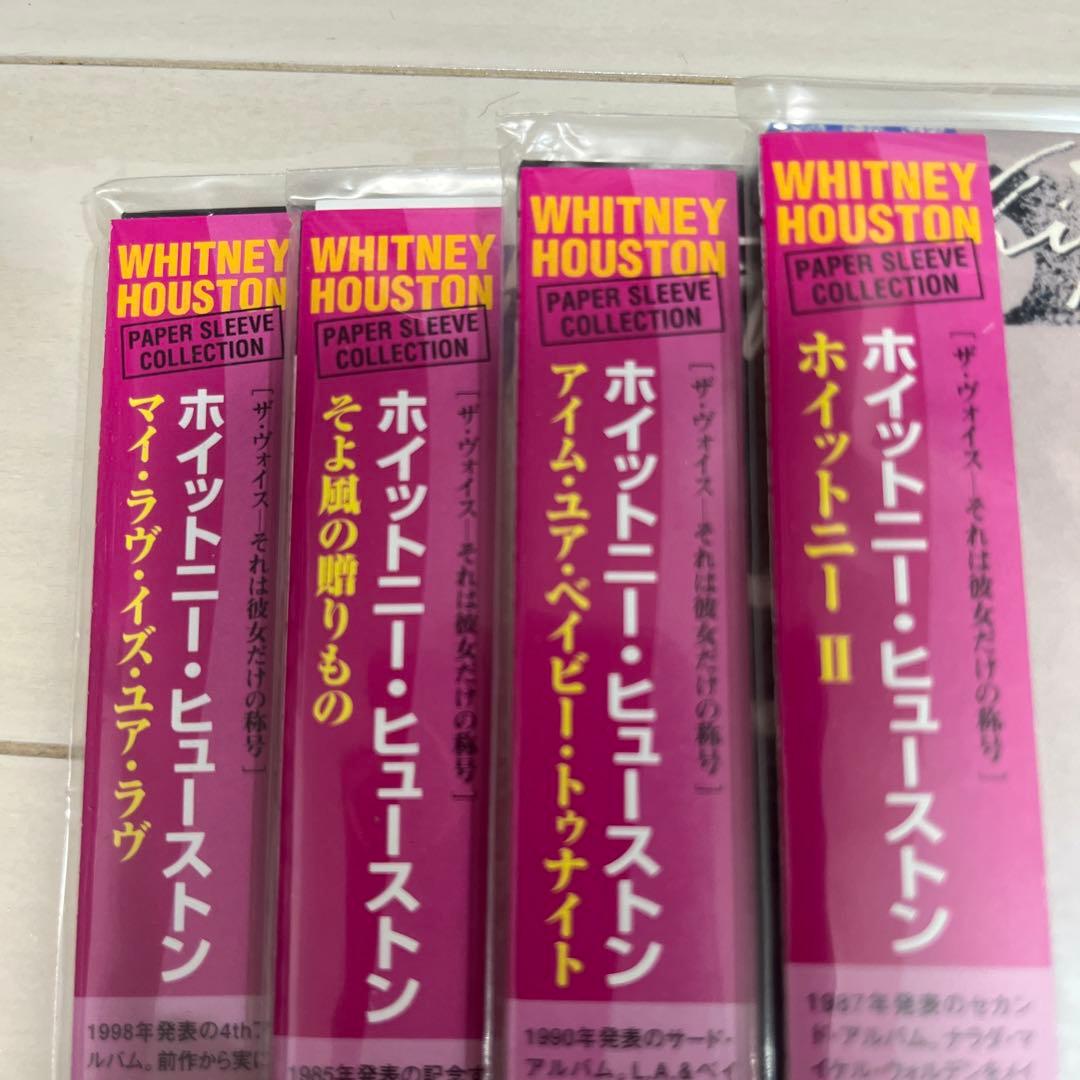 WHITNEY
HOUSTON
PAPER SLEEVE
COLLECTION
[ザ・ヴォイス—それは彼女だけの称号]
ホイットニー・ヒューストン
マイ・ラヴ・イズ・ユア・ラヴ
1998年発表の4thア
ルバム。前作から実に
WHITNEY
HOUSTON
PAPER SLEEVE
COLLECTION
[ザ・ヴォイス—それは彼女だけの称号]
ホイットニー・ヒューストン
そよ風の贈りもの
1985年発表の記念す
WHITNEY
HOUSTON
PAPER SLEEVE
COLLECTION
[ザ・ヴォイス—それは彼女だけの称号]
ホイットニー・ヒューストン
アイム・ユア・ベイビー・トゥナイト
1990年発表のサード・
アルバム。L.A.&ベイ
WHITNEY
HOUSTON
PAPER SLEEVE
COLLECTION
[ザ・ヴォイス—それは彼女だけの称号]
ホイットニー・ヒューストン
ホイットニー II
1987年発表のセカン
ド・アルバム。ナラダ・マ
イケル・ウォルデンをメイ